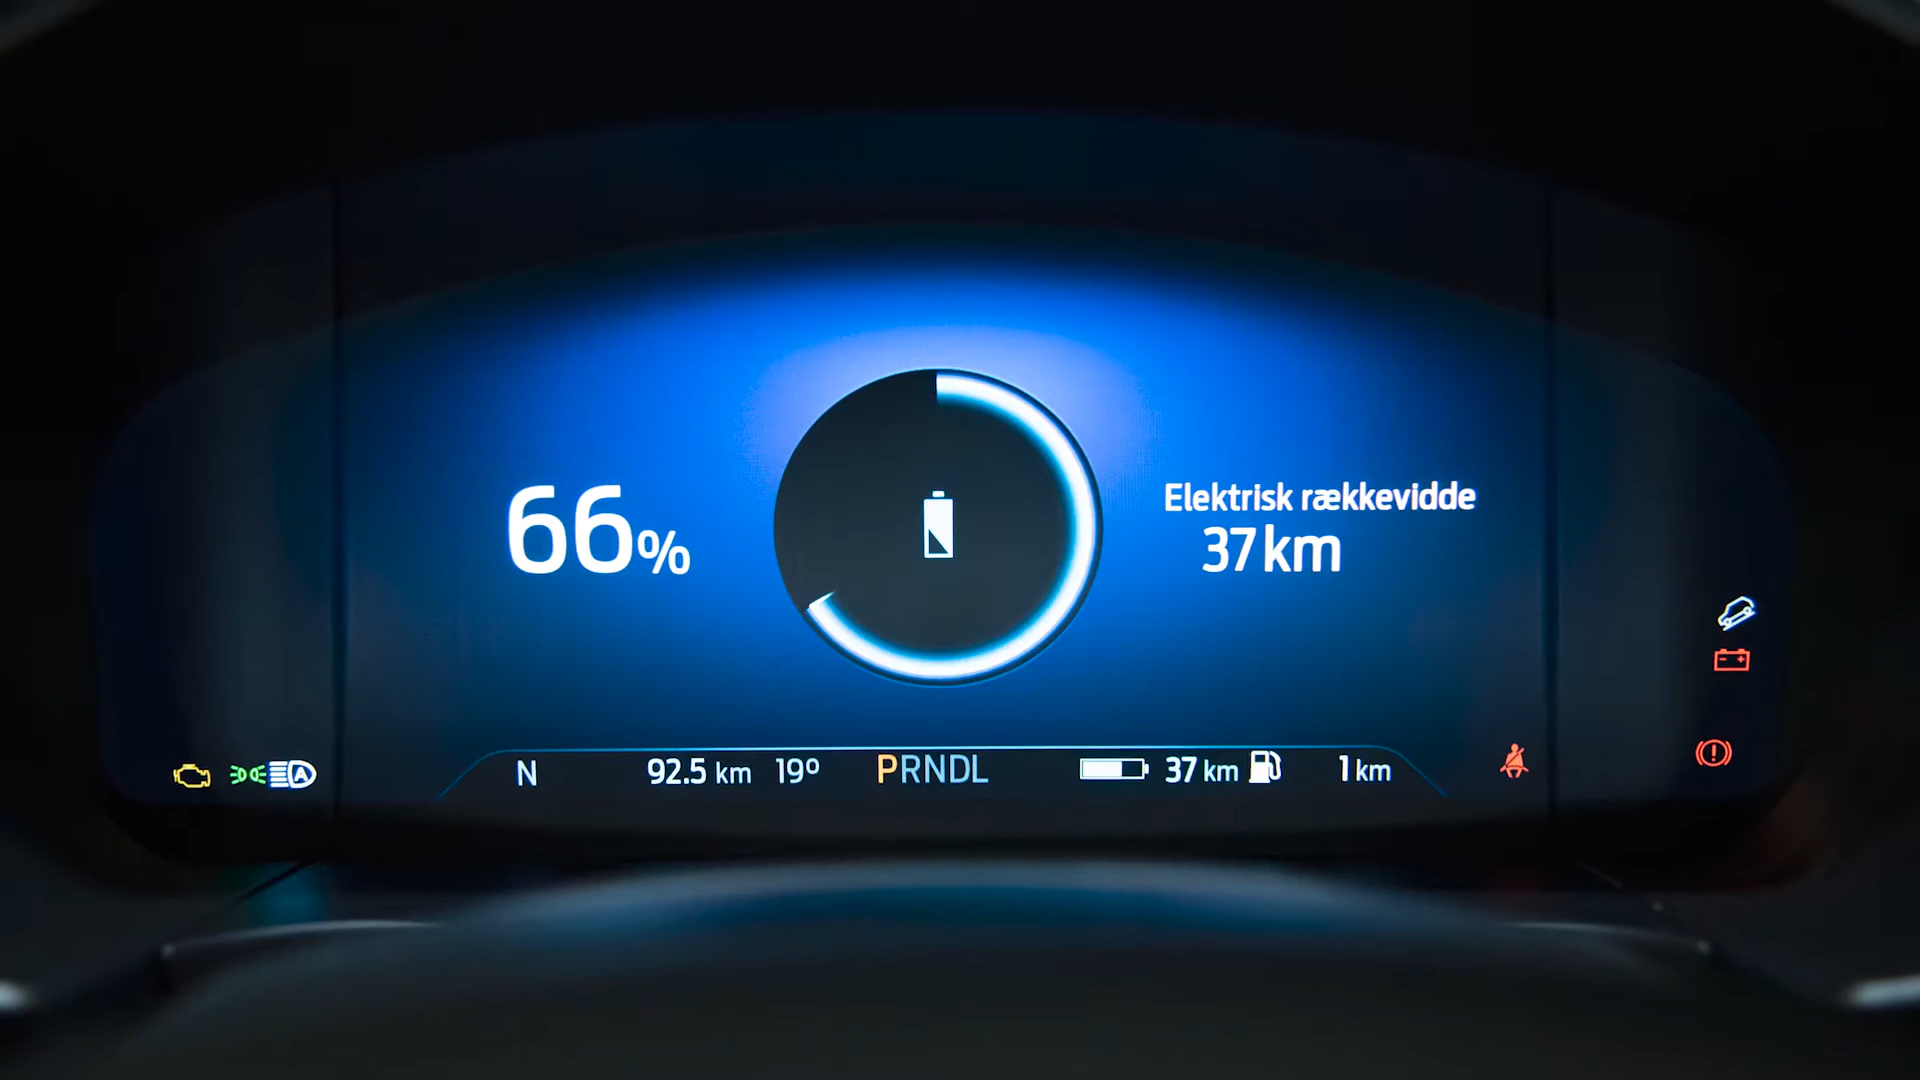 66%
Elektrisk rækkevidde
37 km
A
N 92.5 km 19º PRNDL 37 km 1 km